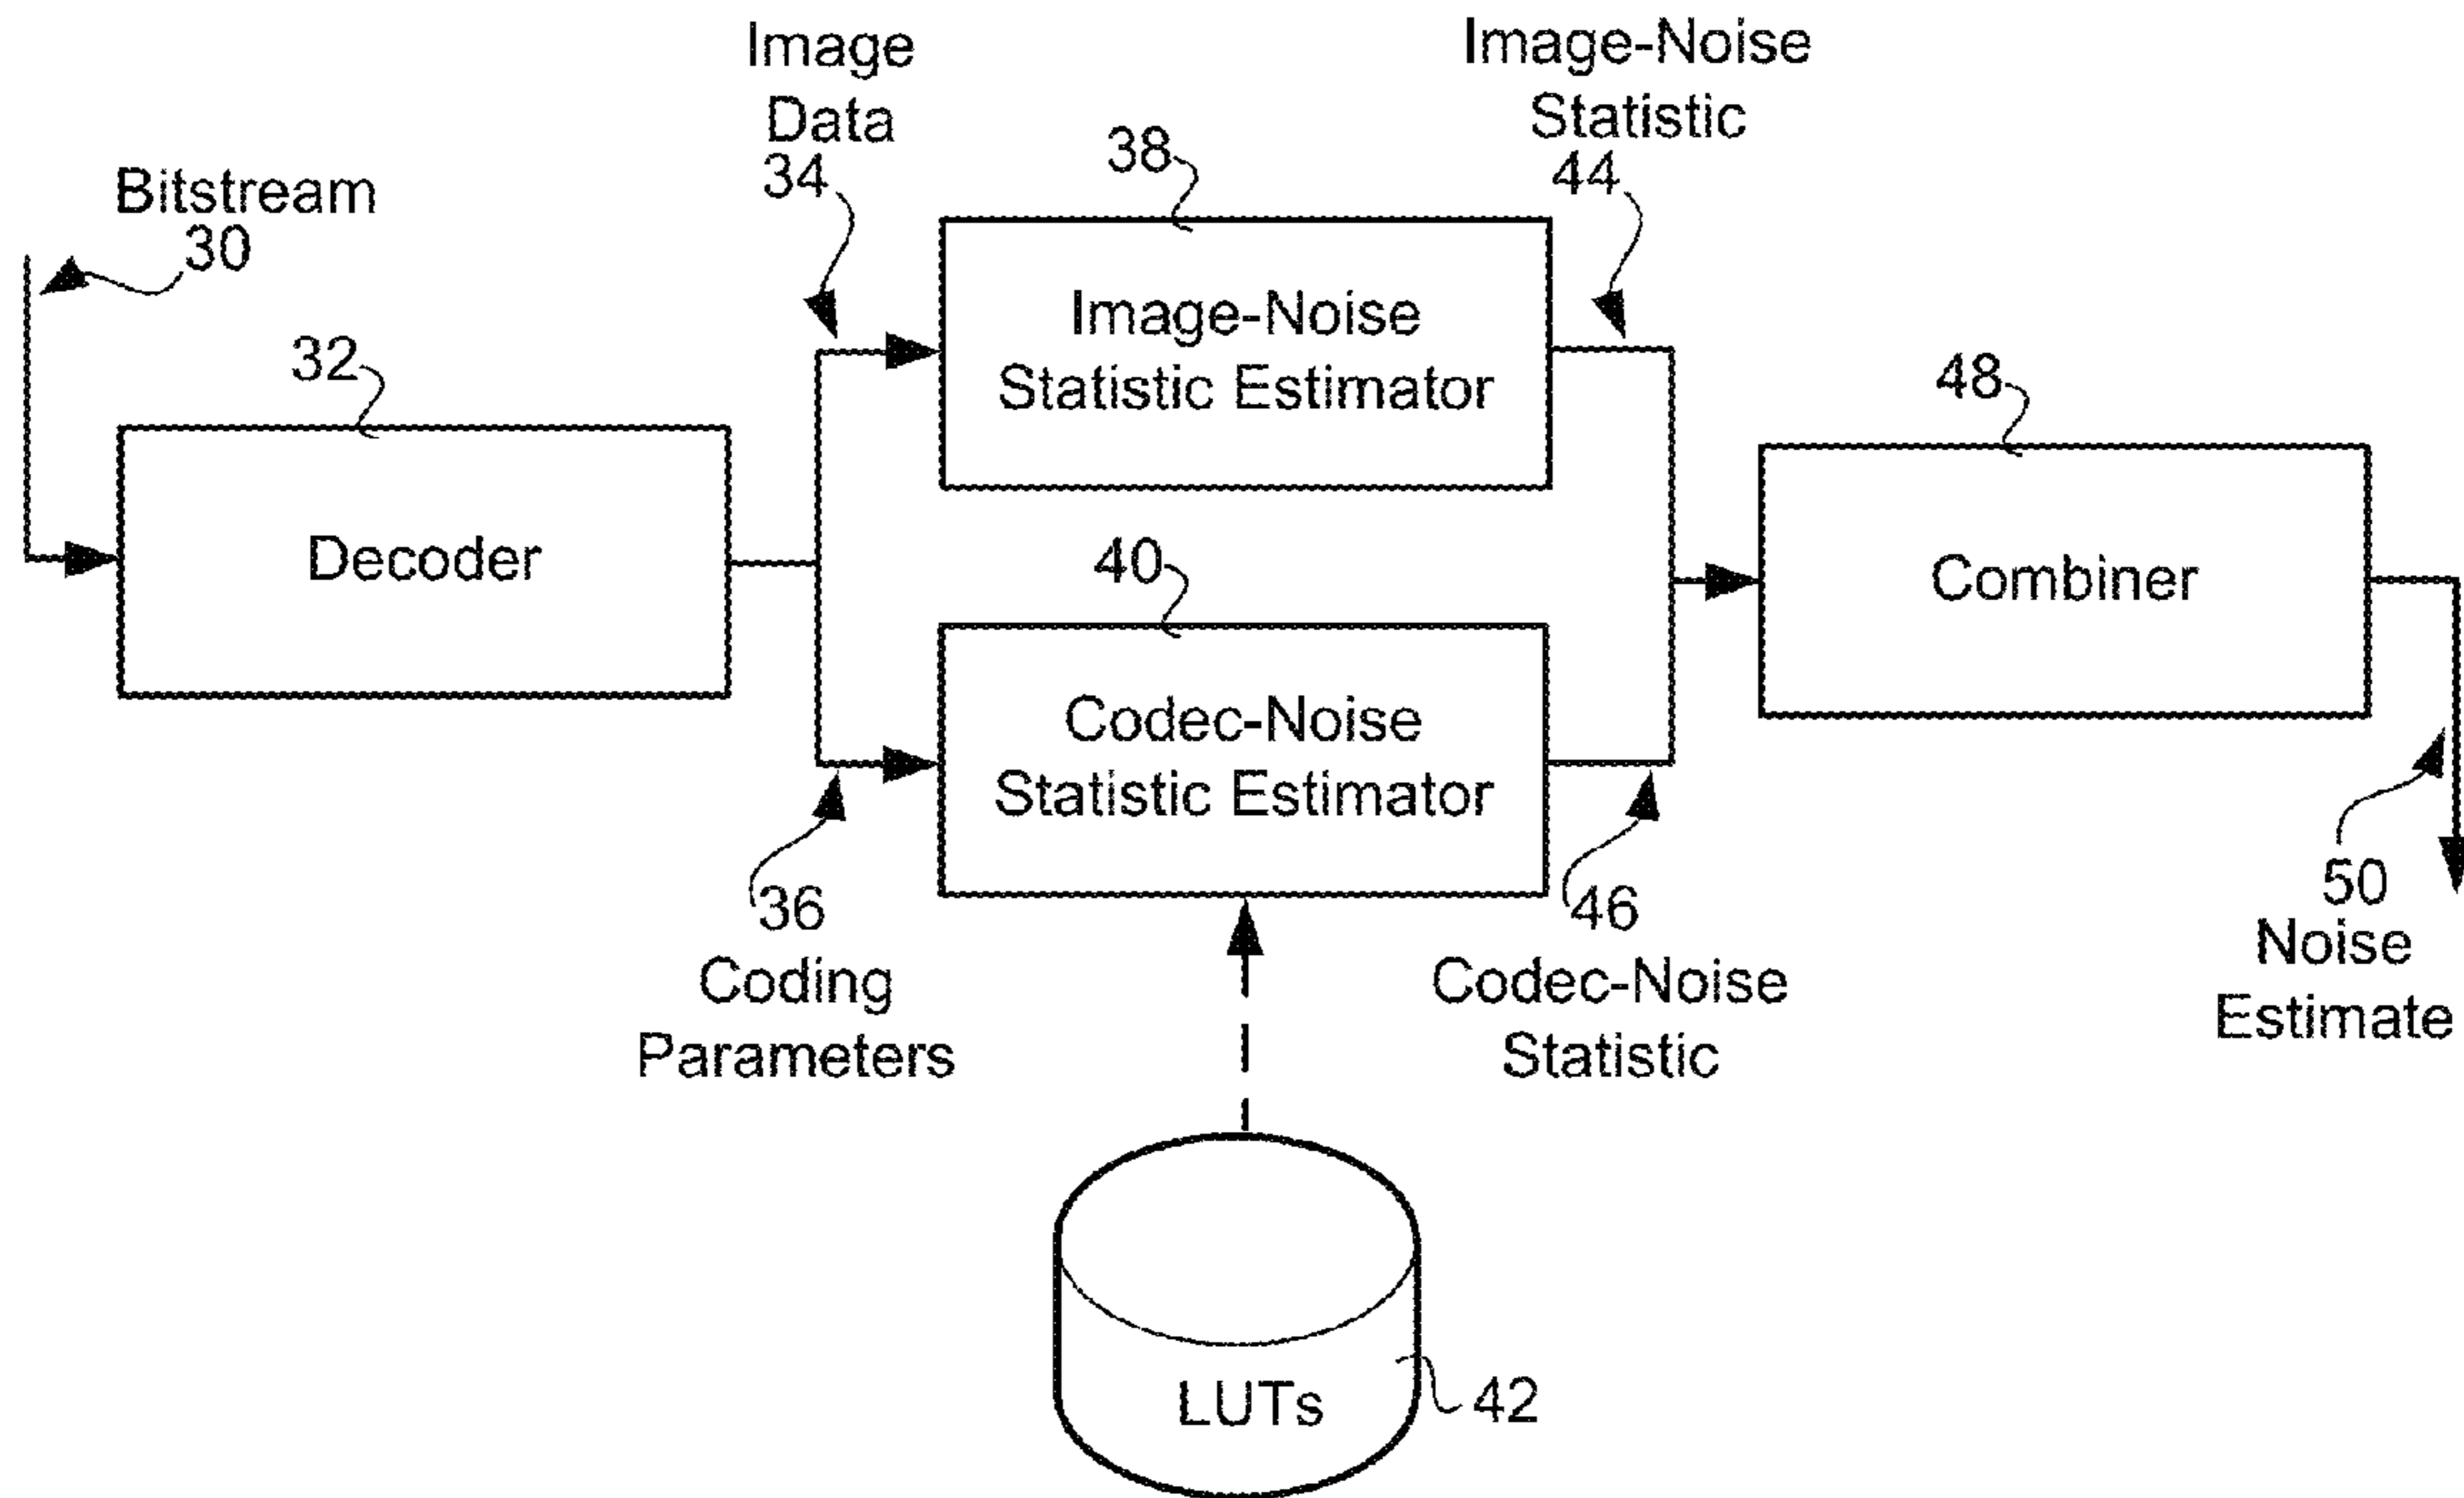 Image
Data
34
Image-Noise
Statistic
44
38
Bitstream
30
32
Image-Noise
Statistic Estimator
48
Decoder
40
Combiner
Codec-Noise
Statistic Estimator
36
Coding
Parameters
46
Codec-Noise
Statistic
50
Noise
Estimate
LUTs
42